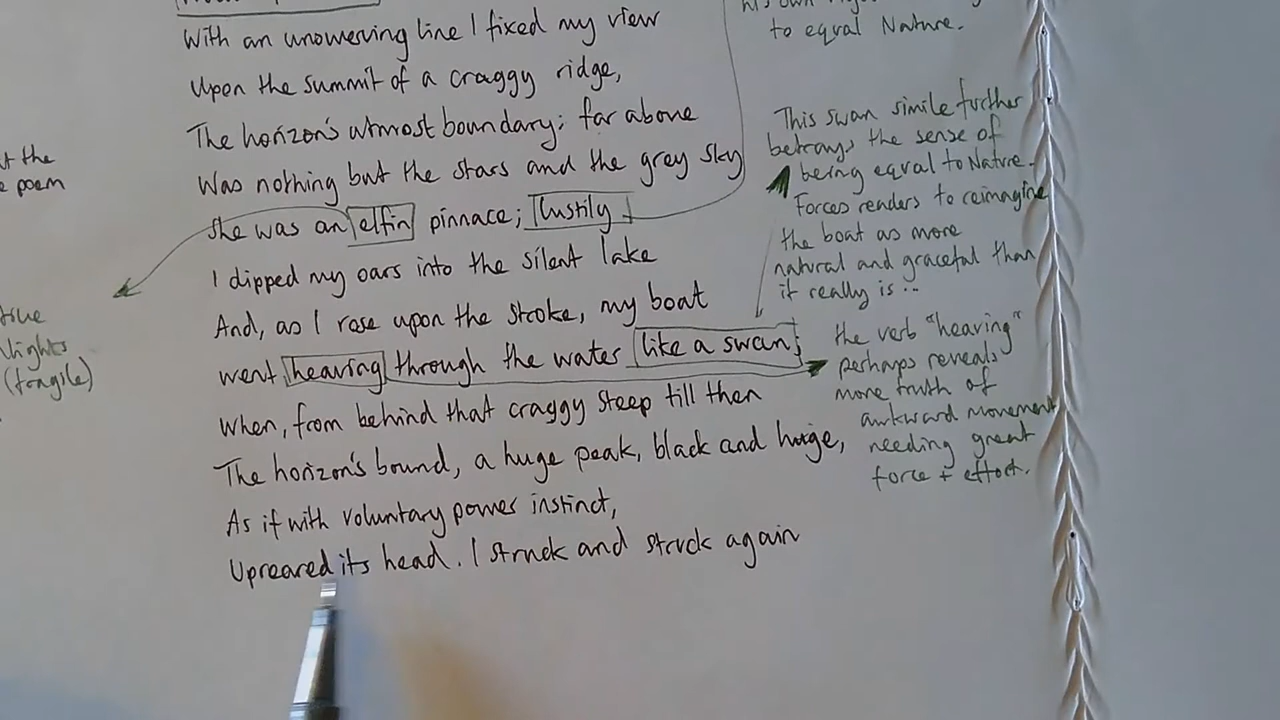 With an unswerving line I fixed my view
Upon the summit of a craggy ridge,
The horizon's utmost boundary; far above
Was nothing but the stars and the grey sky
She was an elfin pinnace; lustily
I dipped my oars into the silent lake
And, as I rose upon the stroke, my boat
went heaving through the water like a swan;
When, from behind that craggy steep till then
The horizon's bound, a huge peak, black and huge,
As if with voluntary power instinct,
Upreared its head. I struck and struck again
his own
to equal Nature.
This swan simile further
betrays the sense of
being equal to Nature.
Forces renders to reimagine
the boat as more
natural and graceful than
it really is...
the verb "heaving"
perhaps reveals
more truth of
awkward movement
needing great
force + effort.
the
poem
(fragile)